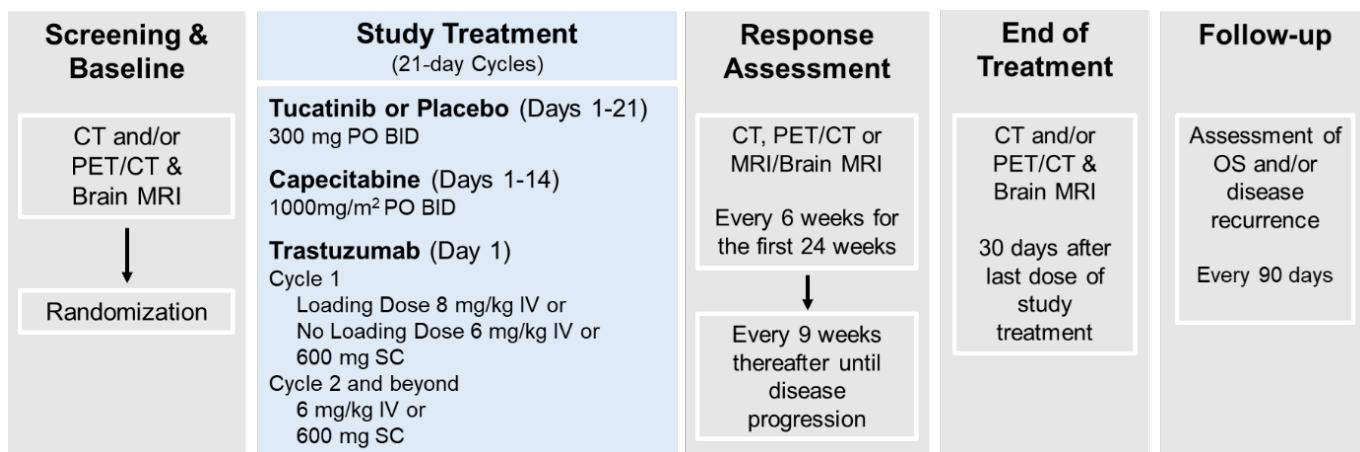 Screening &
Baseline
CT and/or
PET/CT &
Brain MRI
Randomization
Study Treatment
(21-day Cycles)
Tucatinib or Placebo (Days 1-21)
300 mg PO BID
Capecitabine (Days 1-14)
1000mg/m² PO BID
Trastuzumab (Day 1)
Cycle 1
Loading Dose 8 mg/kg IV or
No Loading Dose 6 mg/kg IV or
600 mg SC
Cycle 2 and beyond
6 mg/kg IV or
600 mg SC
Response
Assessment
CT, PET/CT or
MRI/Brain MRI
Every 6 weeks for
the first 24 weeks
Every 9 weeks
thereafter until
disease
progression
End of
Treatment
CT and/or
PET/CT &
Brain MRI
30 days after
last dose of
study
treatment
Follow-up
Assessment of
OS and/or
disease
recurrence
Every 90 days